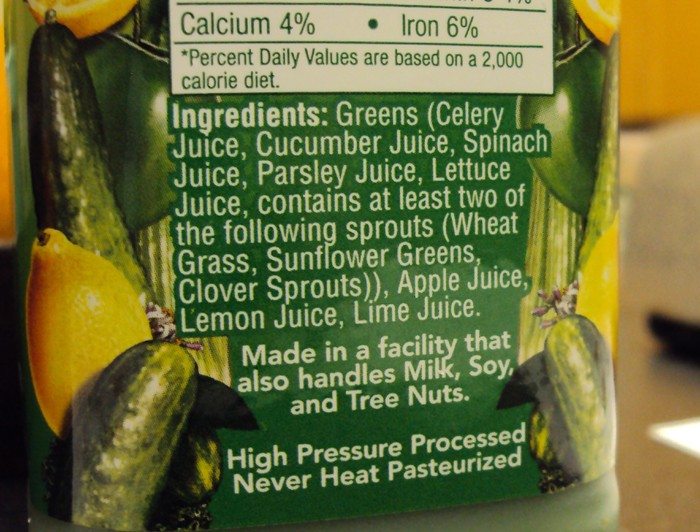 Calcium 4% • Iron 6%
*Percent Daily Values are based on a 2,000
calorie diet.
Ingredients: Greens (Celery
Juice, Cucumber Juice, Spinach
Juice, Parsley Juice, Lettuce
Juice, contains at least two of
the following sprouts (Wheat
Grass, Sunflower Greens,
Clover Sprouts)), Apple Juice,
Lemon Juice, Lime Juice.
Made in a facility that
also handles Milk, Soy,
and Tree Nuts.
High Pressure Processed
Never Heat Pasteurized